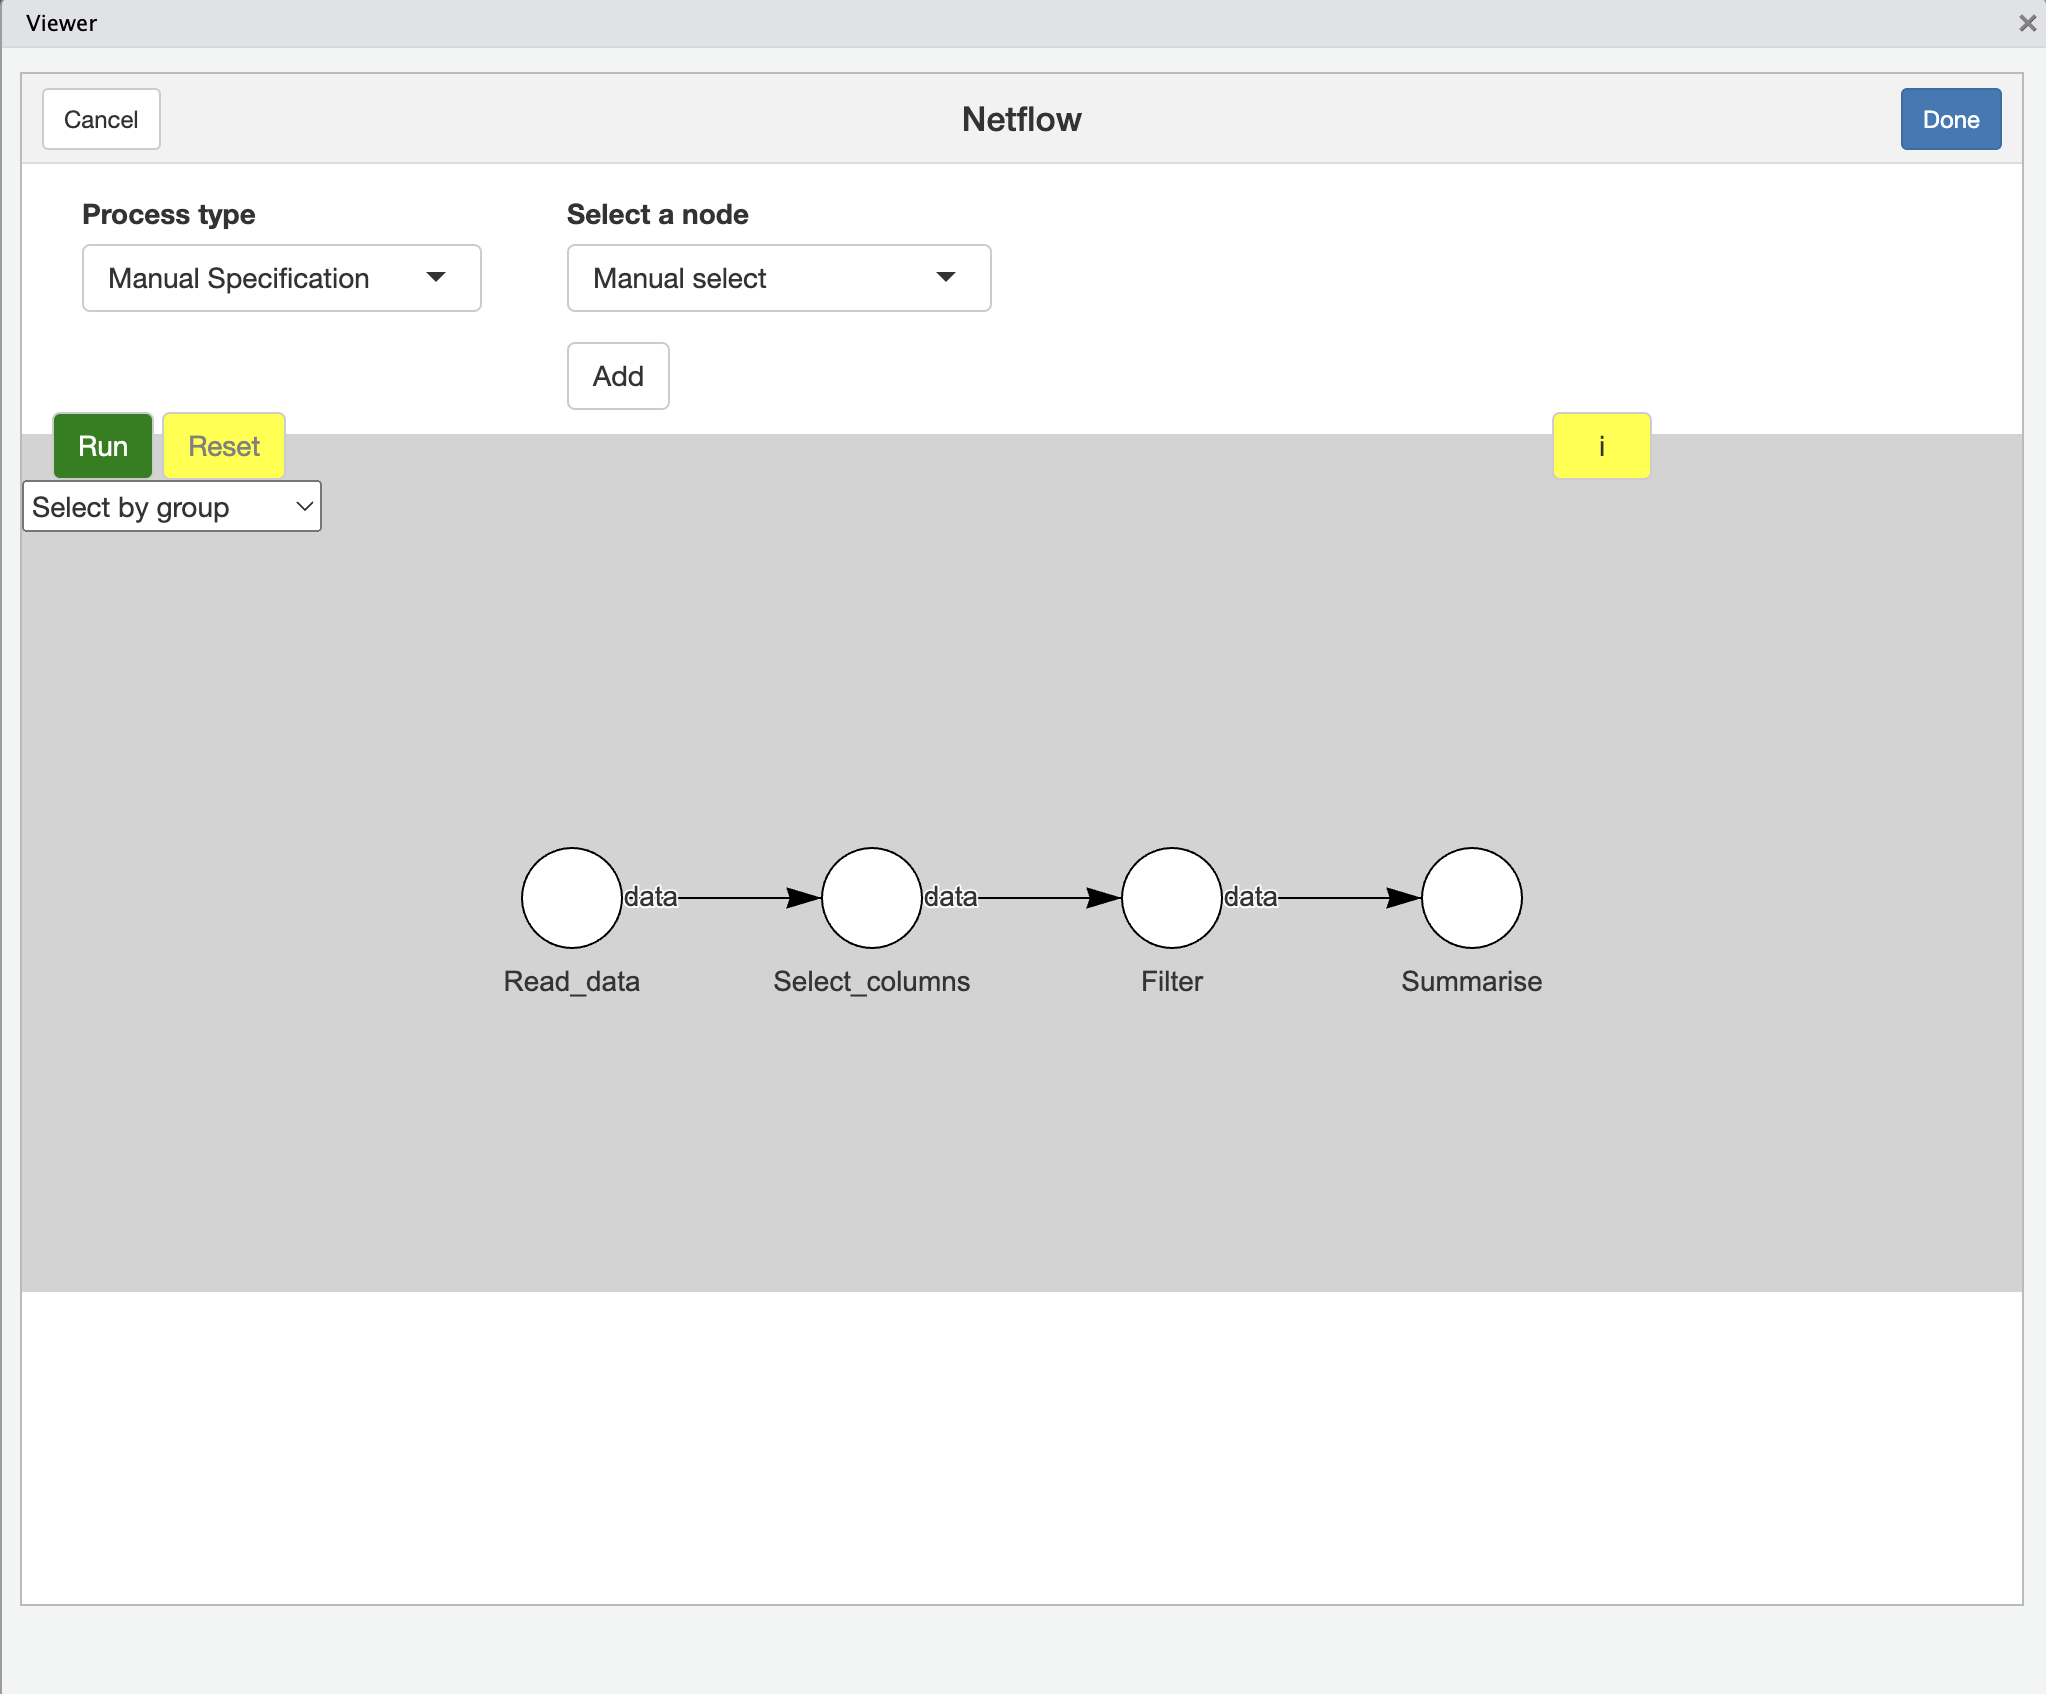 Viewer
Cancel
Netflow
Done
Process type
Select a node
Manual Specification
Manual select
Add
Run
Reset
i
Select by group
data
data
data
Read_data
Select_columns
Filter
Summarise